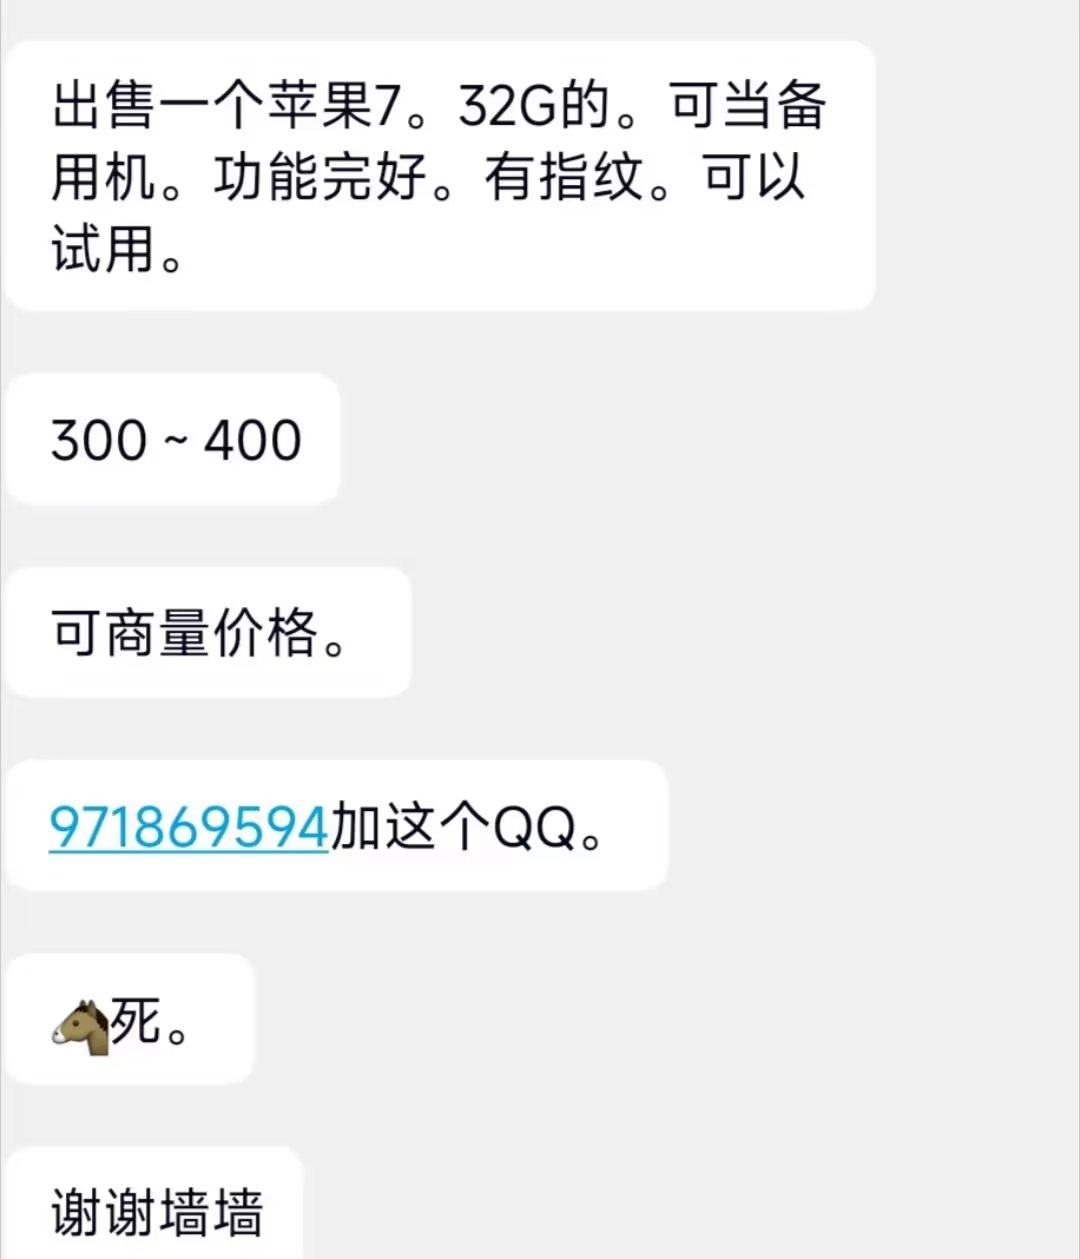 出售一个苹果7。32G的。可当备
用机。功能完好。有指纹。可以
试用。
300 ~ 400
可商量价格。
971869594加这个QQ。
🐴死。
谢谢墙墙